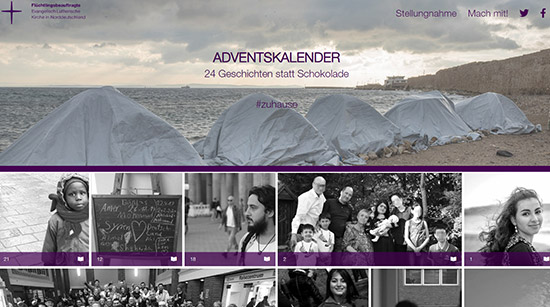 Flüchtlingsbeauftragte
Evangelisch-Lutherische
Kirche in Norddeutschland
Stellungnahme
Mach mit!
ADVENTSKALENDER
24 Geschichten statt Schokolade
#zuhause
21
12
18
2
1